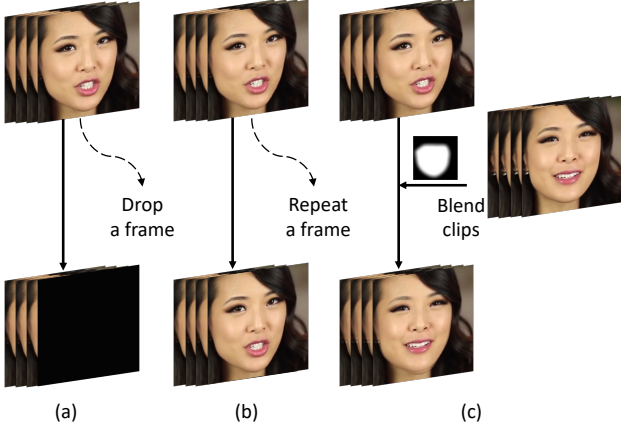 Drop
a frame
Repeat
a frame
Blend
clips
(a)
(b)
(c)